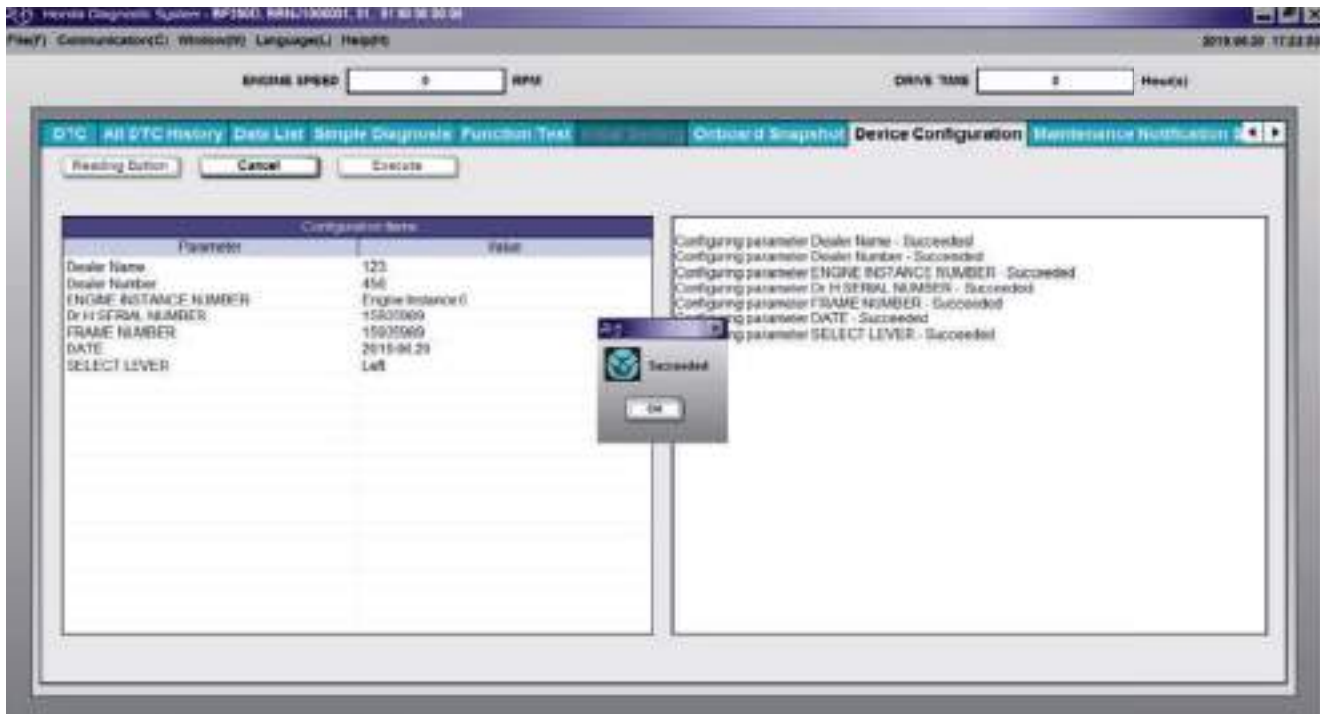 Honda Diagnostic System -
File(F) Communication(C) Window(W) Language(L) Help(H)
ENGINE SPEED 0 RPM DRIVE TIME 0 Hour(s)
DTC All DTC History Data List Simple Diagnosis Function Test Onboard Snapshot Device Configuration Maintenance Notification
Reading Button Cancel Execute
Configuration Items
Parameter Value
Dealer Name 123
Dealer Number 456
ENGINE INSTANCE NUMBER Engine Instance 0
Dr.H SERIAL NUMBER
FRAME NUMBER
DATE
SELECT LEVER Left
Configuring parameter Dealer Name - Succeeded
Configuring parameter Dealer Number - Succeeded
Configuring parameter ENGINE INSTANCE NUMBER - Succeeded
Configuring parameter Dr.H SERIAL NUMBER - Succeeded
Configuring parameter FRAME NUMBER - Succeeded
parameter DATE - Succeeded
parameter SELECT LEVER - Succeeded
Succeeded
OK